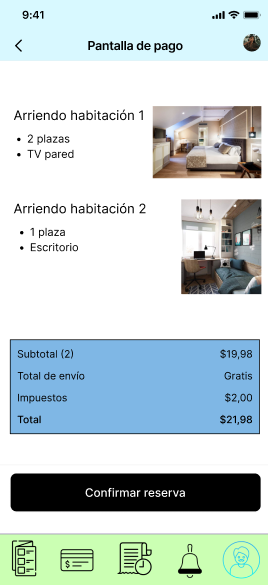 9:41
Pantalla de pago
Arriendo habitación 1
• 2 plazas
• TV pared
Arriendo habitación 2
• 1 plaza
• Escritorio
Subtotal (2) $19,98
Total de envío Gratis
Impuestos $2,00
Total $21,98
Confirmar reserva